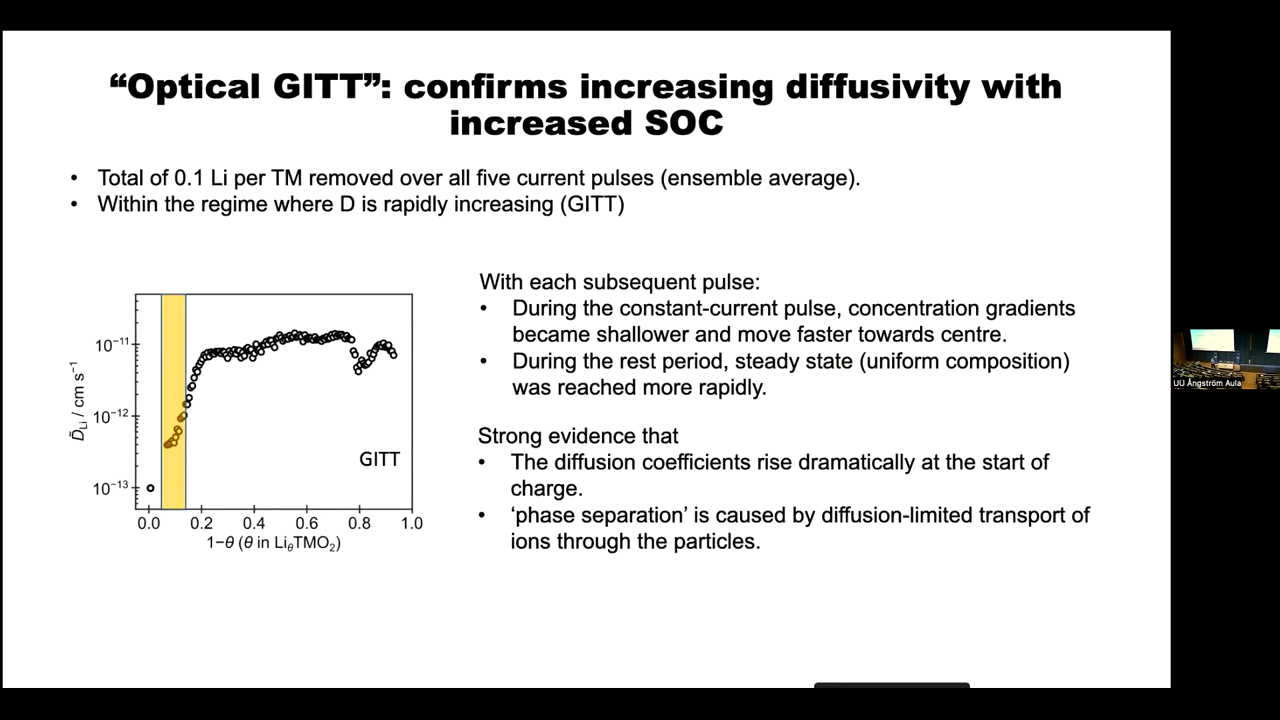 “Optical GITT”: confirms increasing diffusivity with
increased SOC
• Total of 0.1 Li per TM removed over all five current pulses (ensemble average).
• Within the regime where D is rapidly increasing (GITT)
With each subsequent pulse:
• During the constant-current pulse, concentration gradients
became shallower and move faster towards centre.
• During the rest period, steady state (uniform composition)
was reached more rapidly.
Strong evidence that
• The diffusion coefficients rise dramatically at the start of
charge.
• ‘phase separation’ is caused by diffusion-limited transport of
ions through the particles.
D̃Li / cm s⁻¹
10⁻¹¹
10⁻¹²
10⁻¹³
GITT
0.0 0.2 0.4 0.6 0.8 1.0
1−θ (θ in LiθTMO₂)
UU Ångström Aula